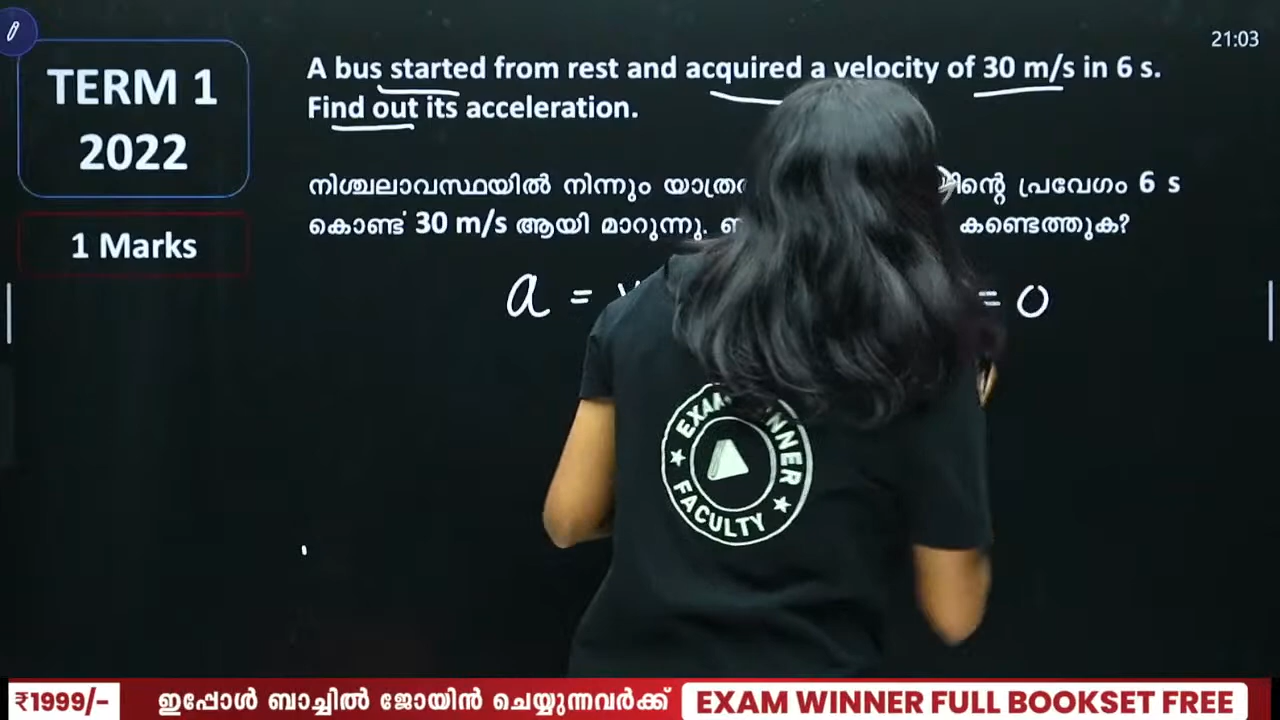 21:03
TERM 1
2022
1 Marks
A bus started from rest and acquired a velocity of 30 m/s in 6 s.
Find out its acceleration.
നിശ്ചലാവസ്ഥയിൽ നിന്നും പ്രവേഗം 6 s
കൊണ്ട് 30 m/s ആയി മാറുന്നു. കണ്ടെത്തുക?
a = = 0
EXAM WINNER
FACULTY
₹1999/- ഇപ്പോൾ ബാച്ചിൽ ജോയിൻ ചെയ്യുന്നവർക്ക് EXAM WINNER FULL BOOKSET FREE